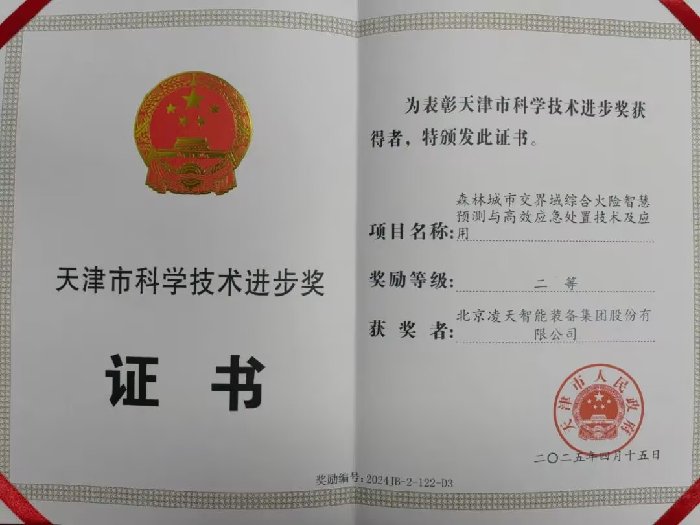 天津市科学技术进步奖
证书
为表彰天津市科学技术进步奖获
得者，特颁发此证书。
森林城市交界域综合火险智慧
预测与高效应急处置技术及应
项目名称：用
奖励等级：二等
北京凌天智能装备集团股份有
获奖者：限公司
天津市人民政府
二〇二五年四月十五日
奖励编号：2024JB-2-122-D3